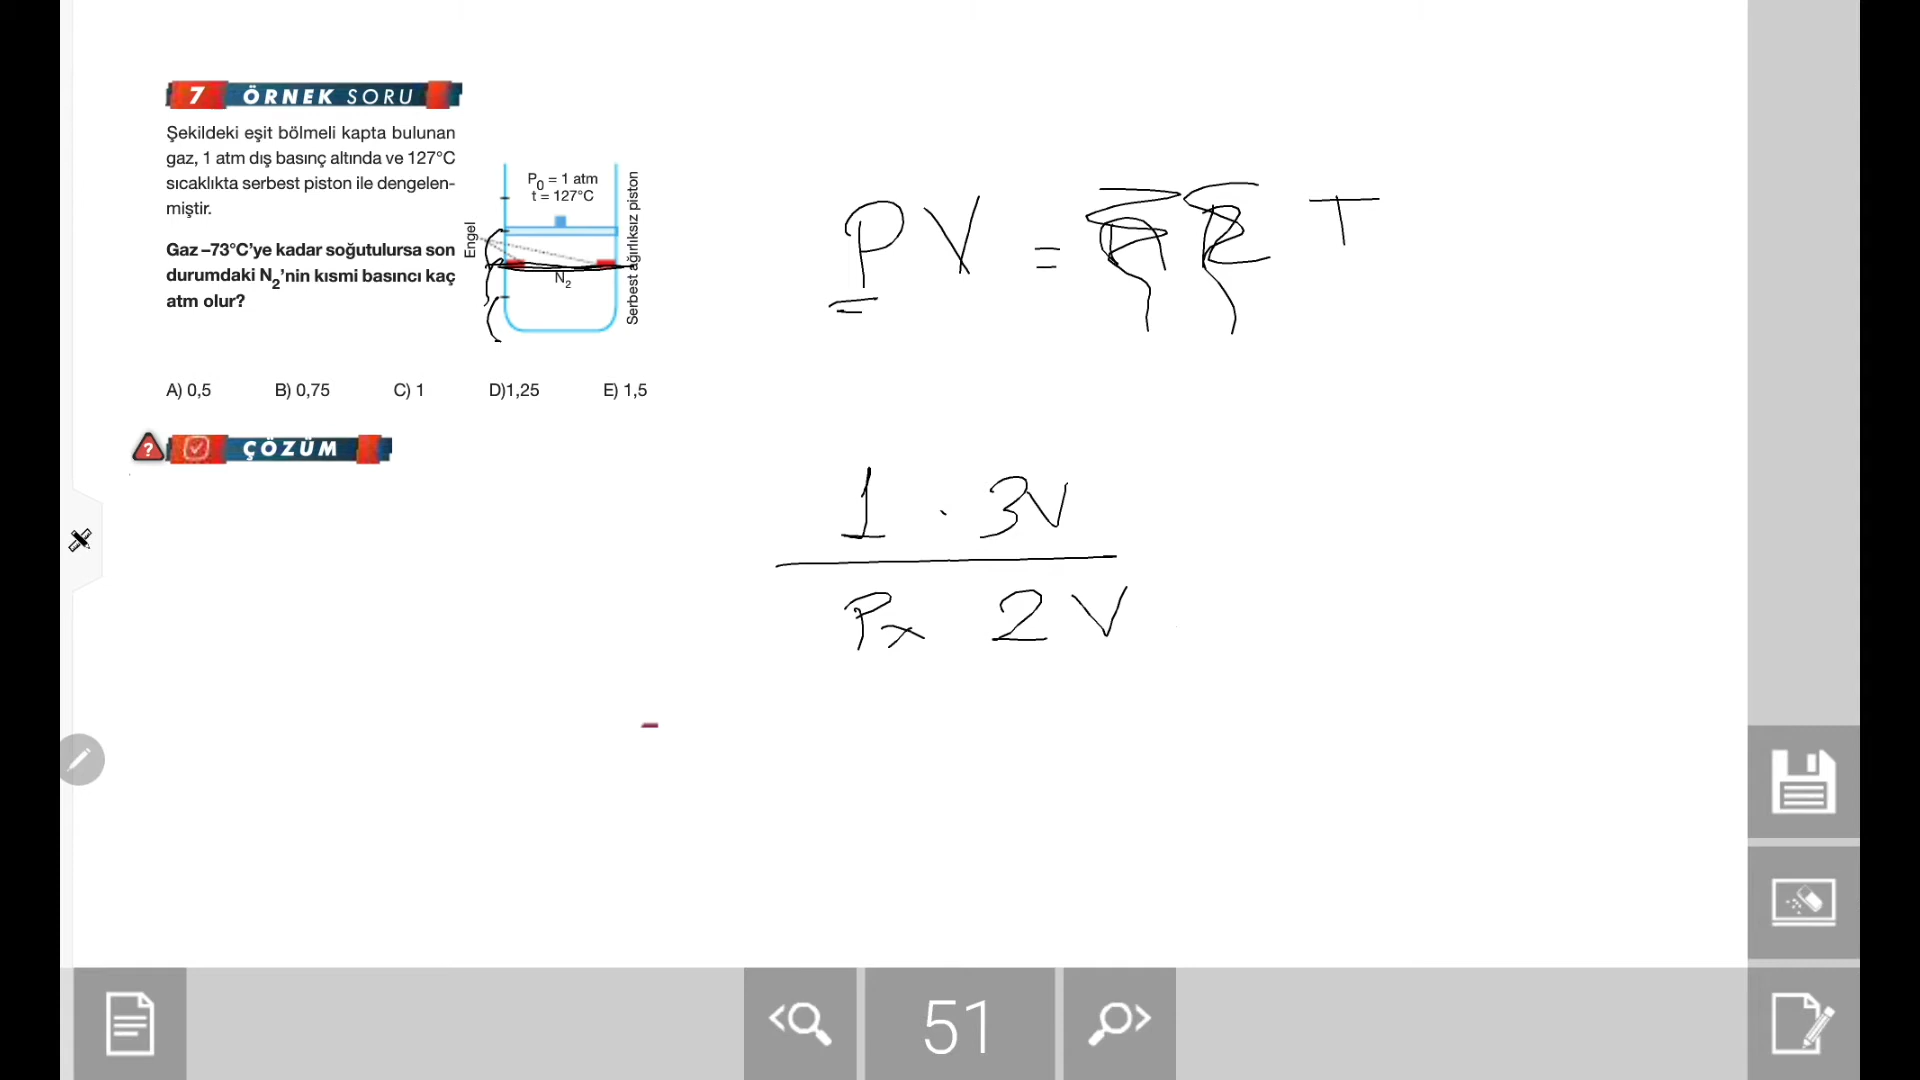 7 ÖRNEK SORU
Şekildeki eşit bölmeli kapta bulunan
gaz, 1 atm dış basınç altında ve 127°C
sıcaklıkta serbest piston ile dengelen-
miştir.
Gaz –73°C'ye kadar soğutulursa son
durumdaki N₂'nin kısmi basıncı kaç
atm olur?
P₀ = 1 atm
t = 127°C
Engel
N₂
Serbest ağırlıksız piston
A) 0,5 B) 0,75 C) 1 D)1,25 E) 1,5
? ÇÖZÜM
PV = n R T
1 . 3V
Px 2V
51